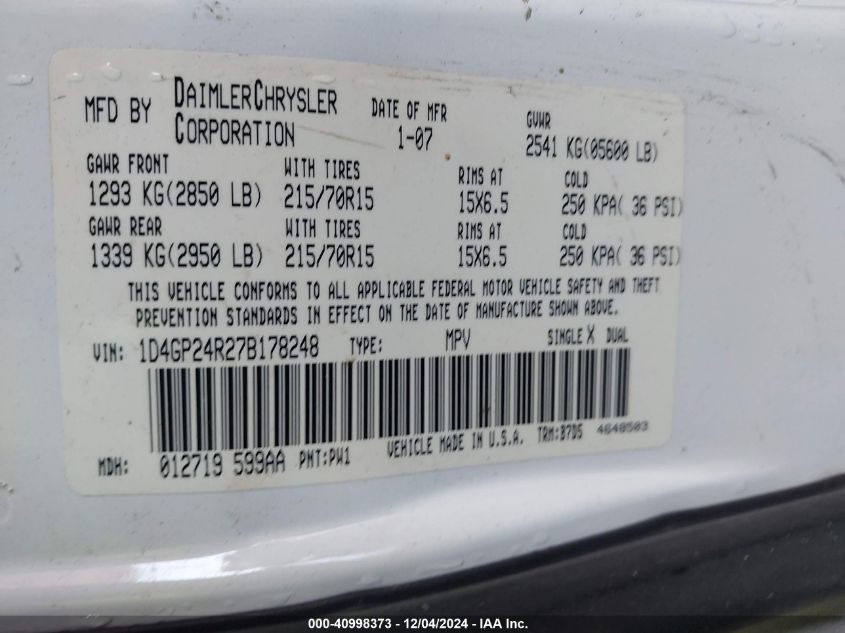 MFD BY DAIMLERCHRYSLER CORPORATION DATE OF MFR 1-07 GVWR 2541 KG(05600 LB)
GAWR FRONT WITH TIRES RIMS AT COLD
1293 KG(2850 LB) 215/70R15 15X6.5 250 KPA( 36 PSI)
GAWR REAR WITH TIRES RIMS AT COLD
1339 KG(2950 LB) 215/70R15 15X6.5 250 KPA( 36 PSI)
THIS VEHICLE CONFORMS TO ALL APPLICABLE FEDERAL MOTOR VEHICLE SAFETY AND THEFT
PREVENTION STANDARDS IN EFFECT ON THE DATE OF MANUFACTURE SHOWN ABOVE.
VIN: 1D4GP24R27B178248 TYPE: MPV SINGLE X DUAL
MDH: 012719 599AA PNT:PW1 VEHICLE MADE IN U.S.A. TRM:B7D5 4648503
000-40998373 - 12/04/2024 - IAA Inc.